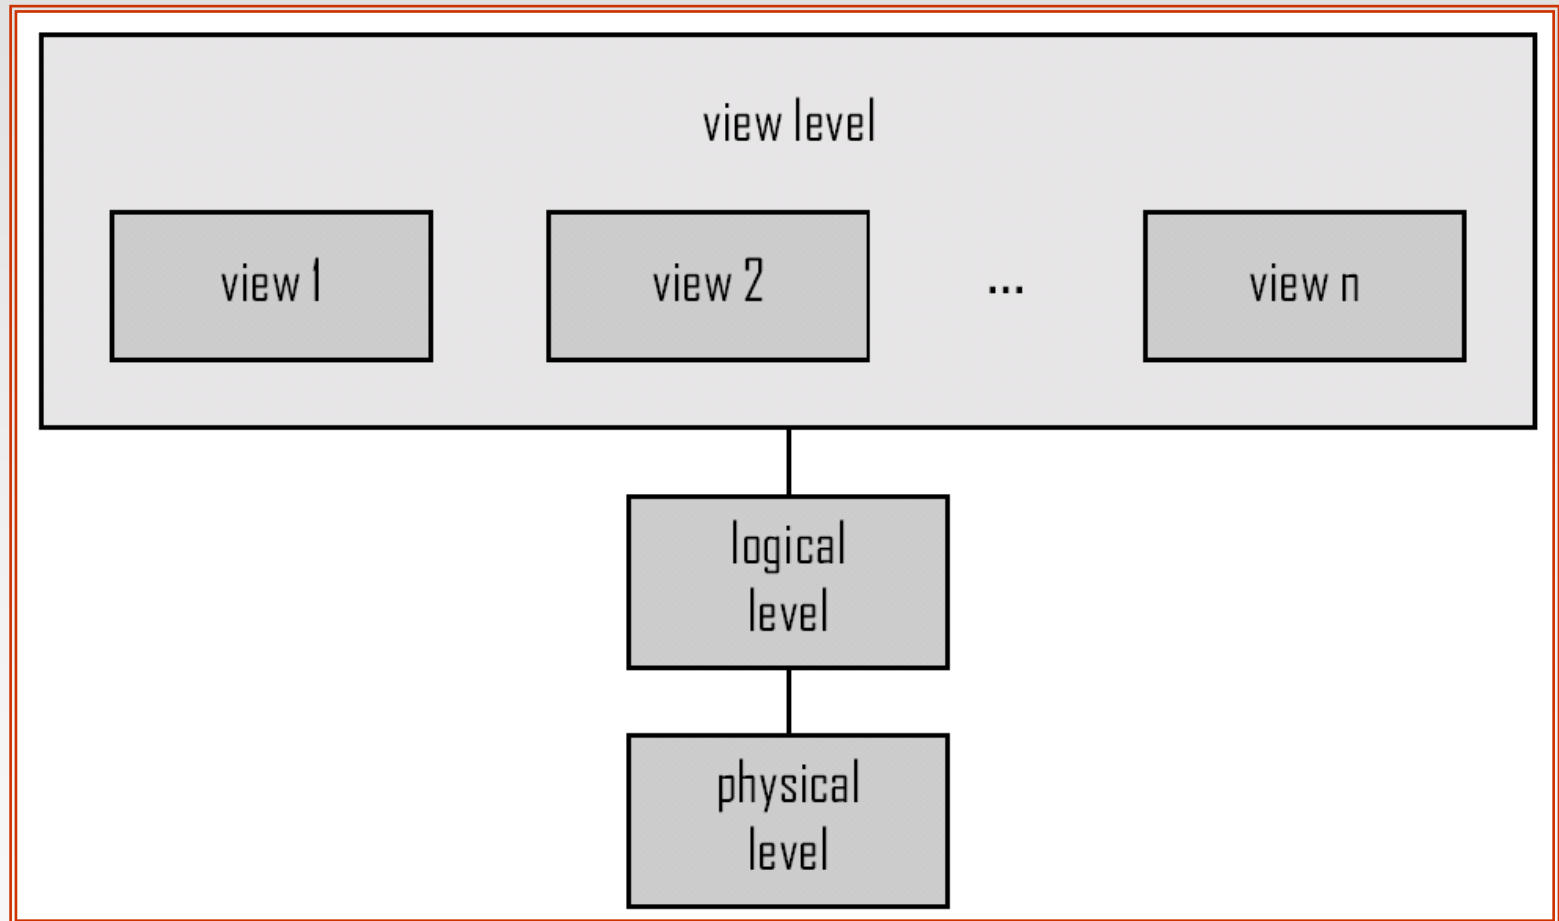 view level
view 1
view 2
...
view n
logical
level
physical
level